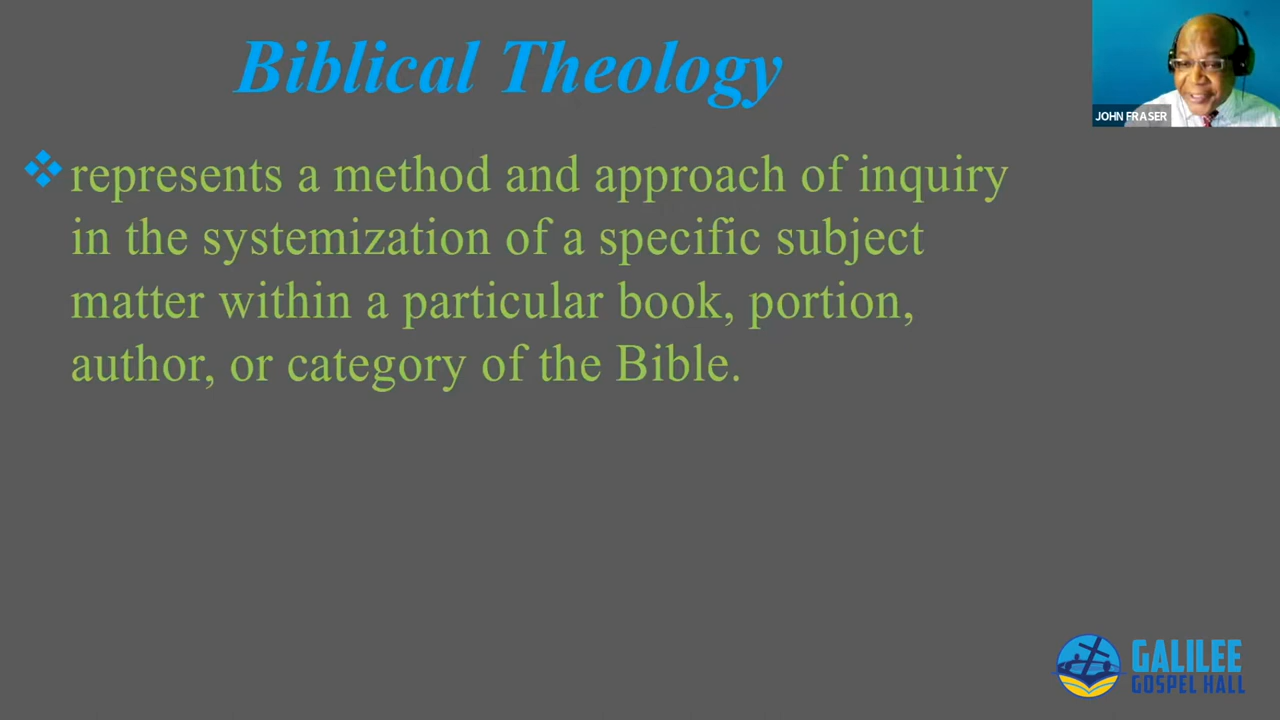 Biblical Theology
JOHN FRASER
represents a method and approach of inquiry
in the systemization of a specific subject
matter within a particular book, portion,
author, or category of the Bible.
GALILEE
GOSPEL HALL